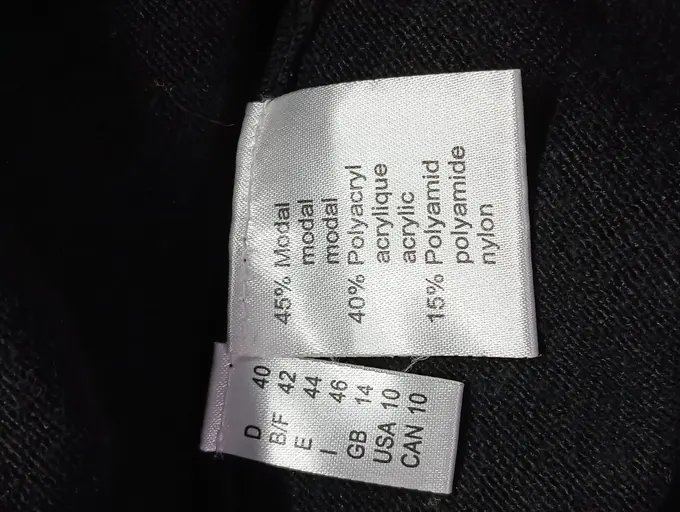 45% Modal
modal
modal
40% Polyacryl
acrylique
acrylic
15% Polyamid
polyamide
nylon
D 40
B/F 42
E 44
I 46
GB 14
USA 10
CAN 10